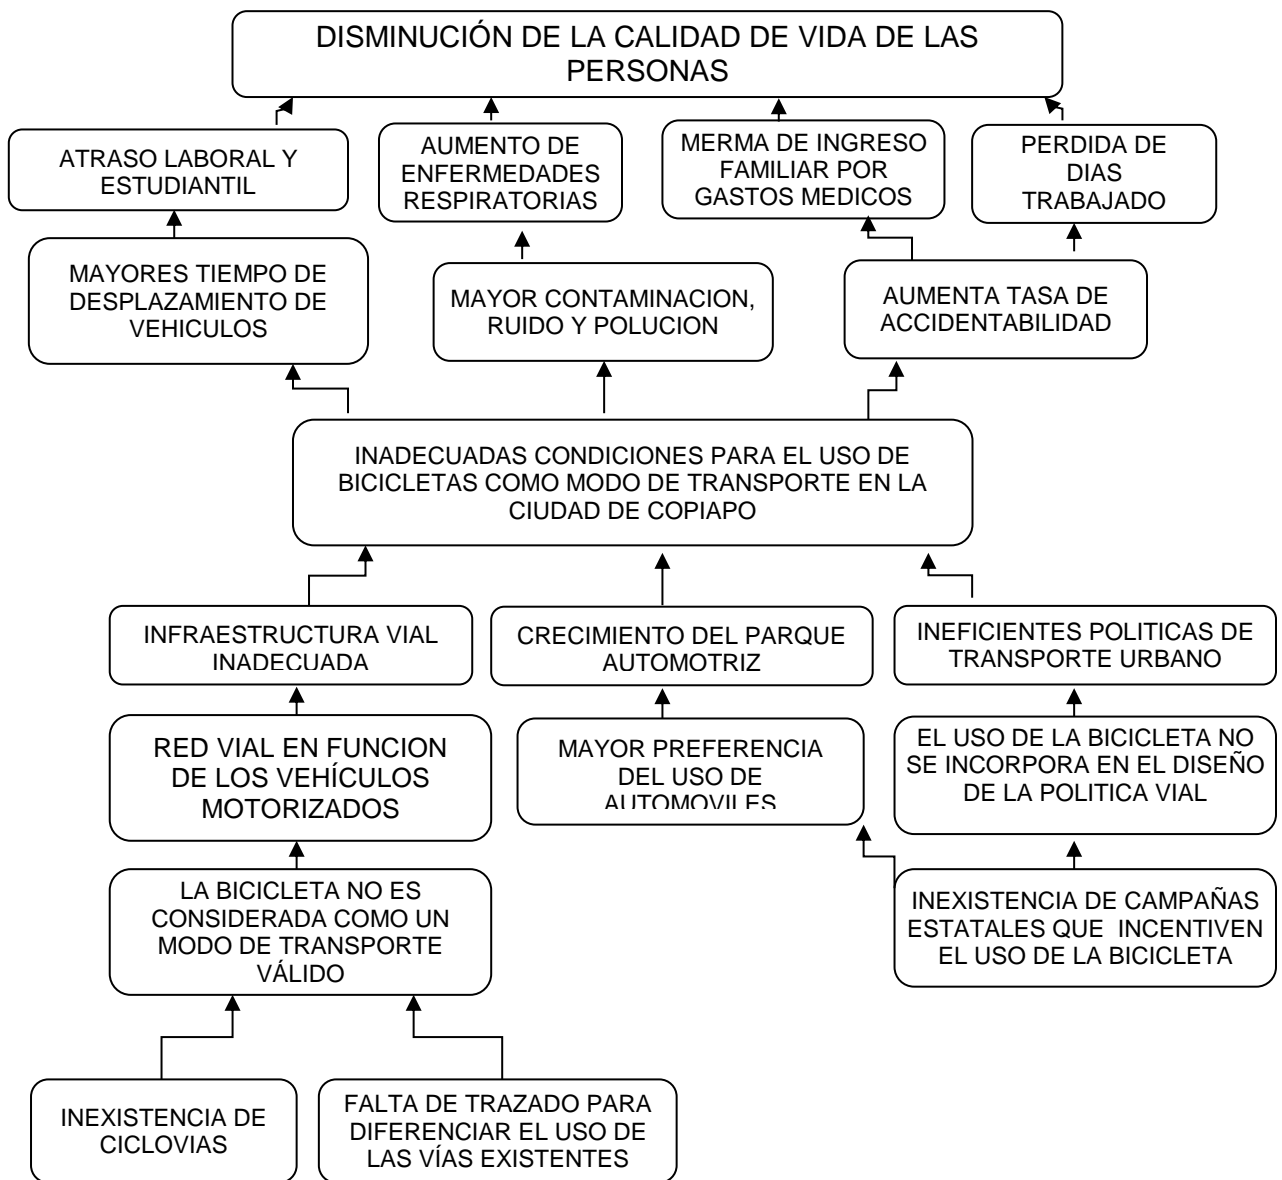 DISMINUCIÓN DE LA CALIDAD DE VIDA DE LAS
PERSONAS
ATRASO LABORAL Y
ESTUDIANTIL
AUMENTO DE
ENFERMEDADES
RESPIRATORIAS
MERMA DE INGRESO
FAMILIAR POR
GASTOS MEDICOS
PERDIDA DE
DIAS
TRABAJADO
MAYORES TIEMPO DE
DESPLAZAMIENTO DE
VEHICULOS
MAYOR CONTAMINACION,
RUIDO Y POLUCION
AUMENTA TASA DE
ACCIDENTABILIDAD
INADECUADAS CONDICIONES PARA EL USO DE
BICICLETAS COMO MODO DE TRANSPORTE EN LA
CIUDAD DE COPIAPO
INFRAESTRUCTURA VIAL
INADECUADA
CRECIMIENTO DEL PARQUE
AUTOMOTRIZ
INEFICIENTES POLITICAS DE
TRANSPORTE URBANO
RED VIAL EN FUNCION
DE LOS VEHÍCULOS
MOTORIZADOS
MAYOR PREFERENCIA
DEL USO DE
AUTOMOVILES
EL USO DE LA BICICLETA NO
SE INCORPORA EN EL DISEÑO
DE LA POLITICA VIAL
LA BICICLETA NO ES
CONSIDERADA COMO UN
MODO DE TRANSPORTE
VÁLIDO
INEXISTENCIA DE CAMPAÑAS
ESTATALES QUE INCENTIVEN
EL USO DE LA BICICLETA
INEXISTENCIA DE
CICLOVIAS
FALTA DE TRAZADO PARA
DIFERENCIAR EL USO DE
LAS VÍAS EXISTENTES